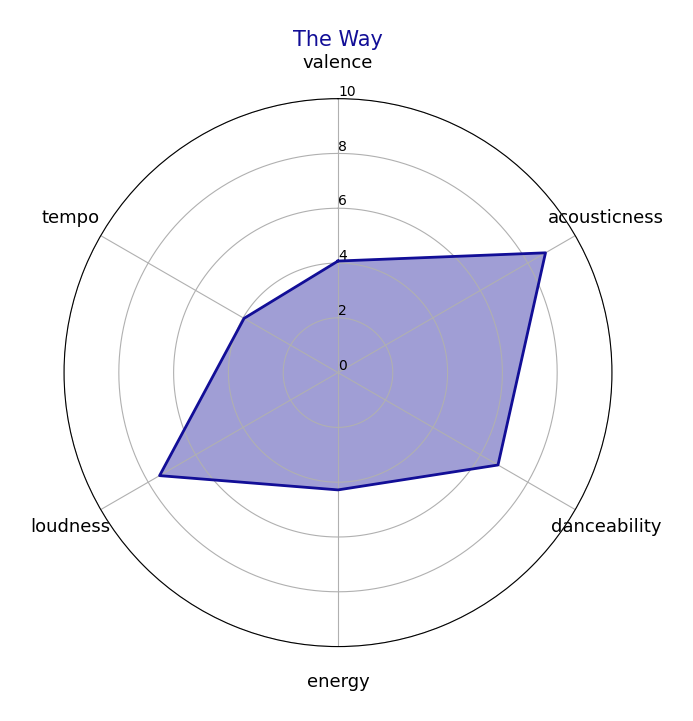 The Way
valence
10
8
6
4
2
0
tempo
acousticness
loudness
danceability
energy